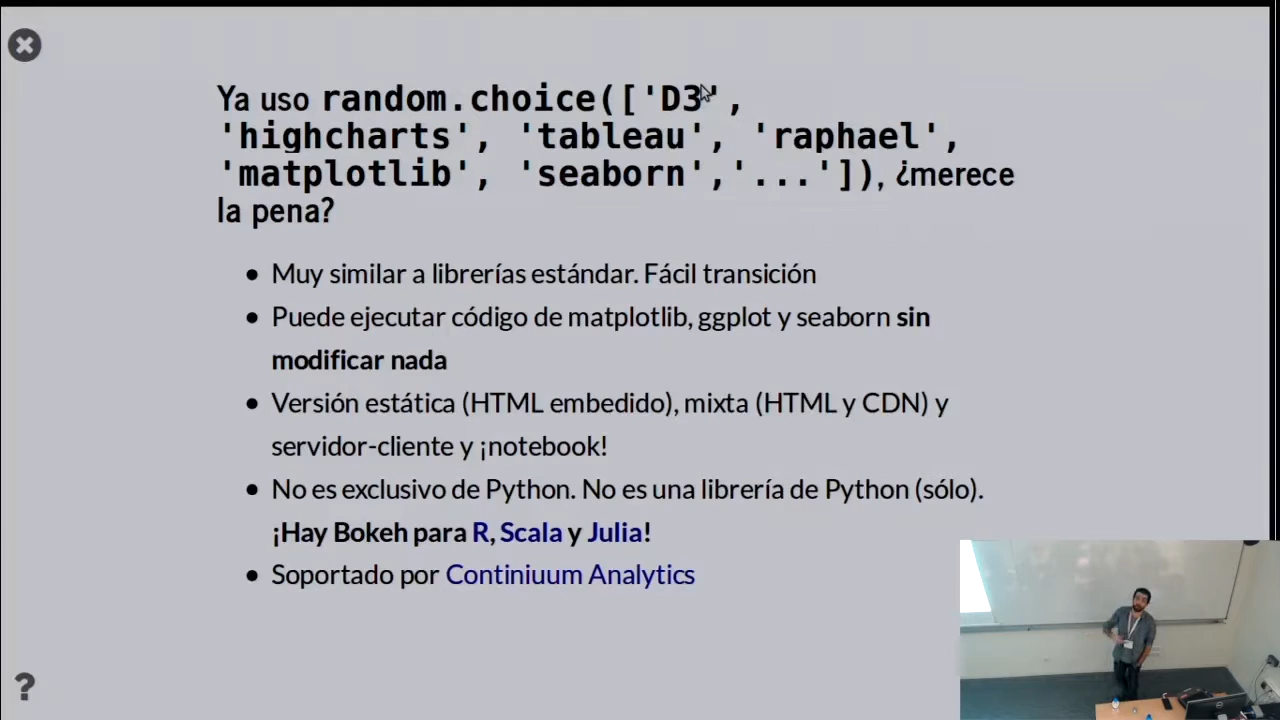 Ya uso random.choice(['D3',
'highcharts', 'tableau', 'raphael',
'matplotlib', 'seaborn','...']), ¿merece
la pena?
• Muy similar a librerías estándar. Fácil transición
• Puede ejecutar código de matplotlib, ggplot y seaborn sin
modificar nada
• Versión estática (HTML embedido), mixta (HTML y CDN) y
servidor-cliente y ¡notebook!
• No es exclusivo de Python. No es una librería de Python (sólo).
¡Hay Bokeh para R, Scala y Julia!
• Soportado por Continiuum Analytics
?